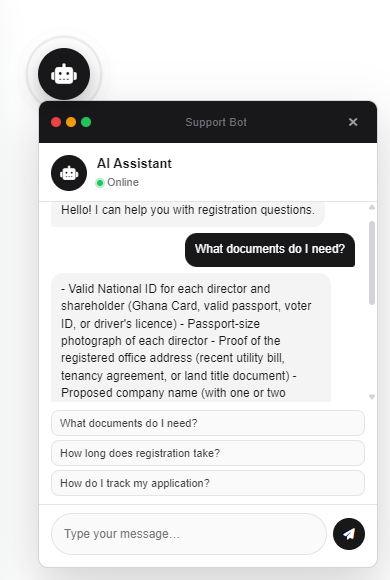 Support Bot
×
AI Assistant
Online
Hello! I can help you with registration questions.
What documents do I need?
- Valid National ID for each director and
shareholder (Ghana Card, valid passport, voter
ID, or driver's licence) - Passport-size
photograph of each director - Proof of the
registered office address (recent utility bill,
tenancy agreement, or land title document) -
Proposed company name (with one or two
What documents do I need?
How long does registration take?
How do I track my application?
Type your message...